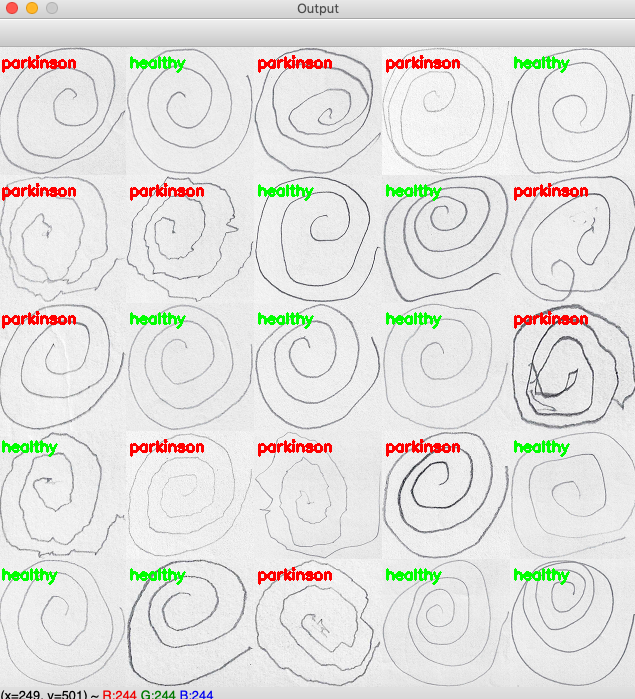 Output
parkinson healthy parkinson parkinson healthy
parkinson parkinson healthy healthy parkinson
parkinson healthy healthy healthy parkinson
healthy parkinson parkinson parkinson healthy
healthy healthy parkinson healthy healthy
(x=249, y=501) ~ R:244 G:244 B:244